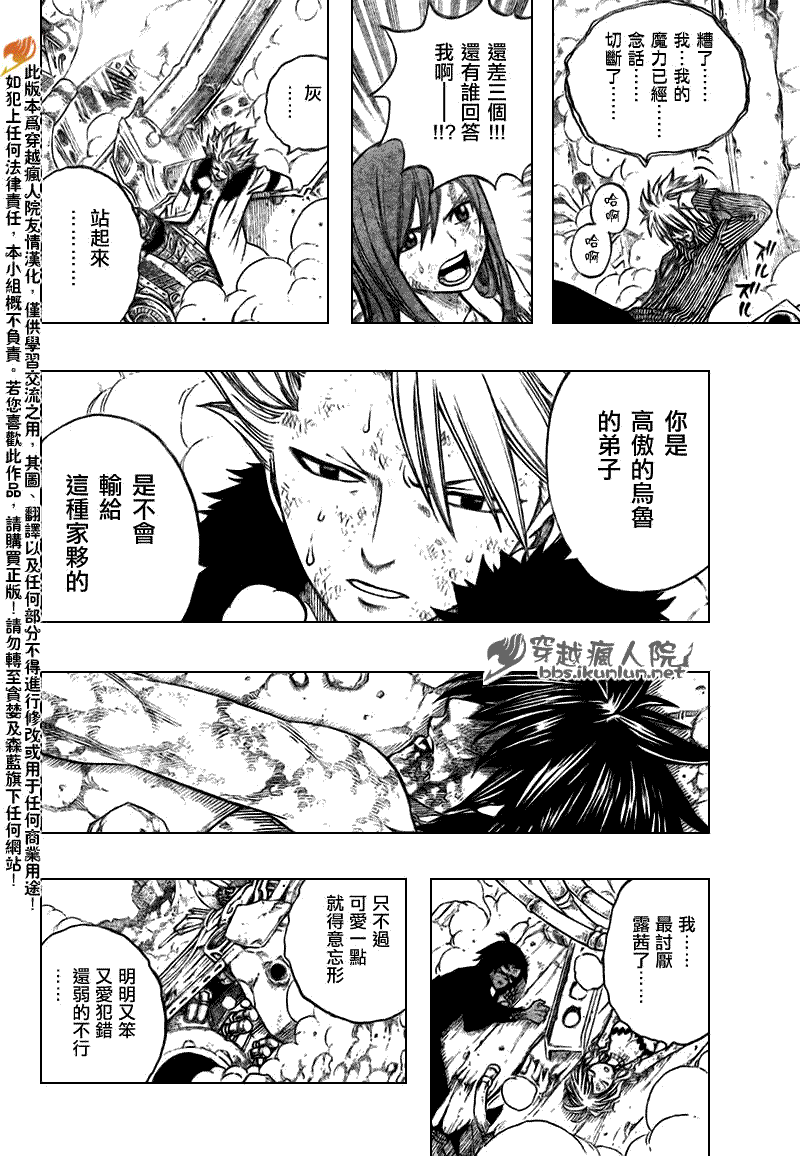 糟了……
我…我的
魔力已經……
念話……
切斷了……
哈啊
哈啊
ズルルル
還差三個!!!
還有誰回答
我啊——
!!?
灰
……
站起來
…………
你是
高傲的烏魯
的弟子
是不會
輸給
這種家夥的
穿越瘋人院
bbs.ikunlun.net
我……
最討厭
露茜了……
只不過
可愛一點
就得意忘形
明明又笨
又愛犯錯
還弱的不行
……
此版本爲穿越瘋人院友情漢化，僅供學習交流之用，其圖、翻譯以及任何部分不得進行修改或用于任何商業用途！
如犯上任何法律責任，本小組概不負責。若您喜歡此作品，請購買正版！請勿轉至貪婪及森藍旗下任何網站！